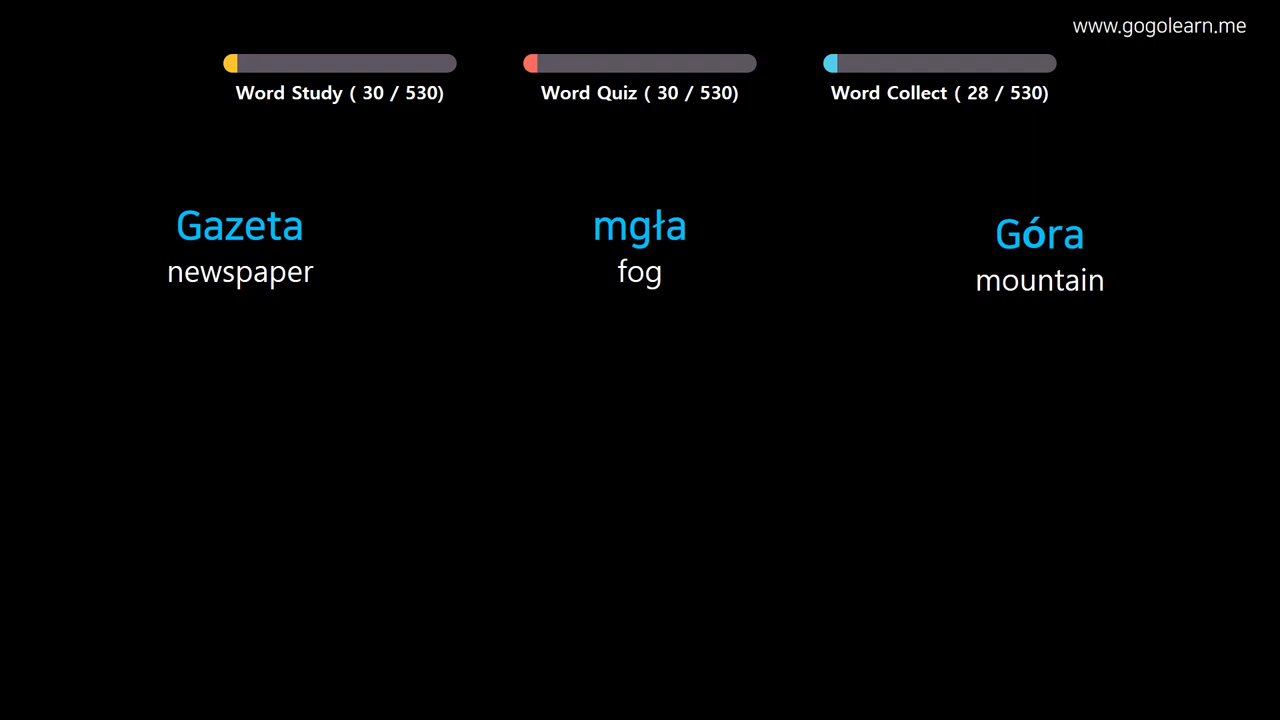 www.gogolearn.me
Word Study ( 30 / 530)
Word Quiz ( 30 / 530)
Word Collect ( 28 / 530)
Gazeta
newspaper
mgła
fog
Góra
mountain